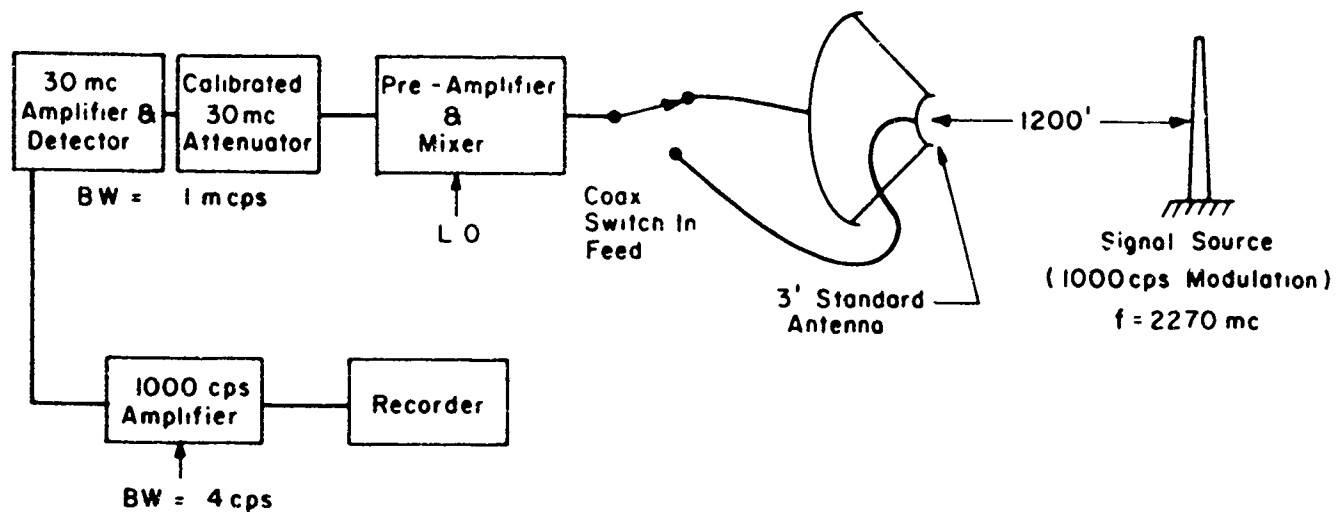 30 mc
Amplifier &
Detector
Calibrated
30 mc
Attenuator
Pre - Amplifier
&
Mixer
BW = 1 m cps
L O
Coax
Switch In
Feed
1200'
Signal Source
(1000 cps Modulation)
f = 2270 mc
3' Standard
Antenna
1000 cps
Amplifier
Recorder
BW = 4 cps